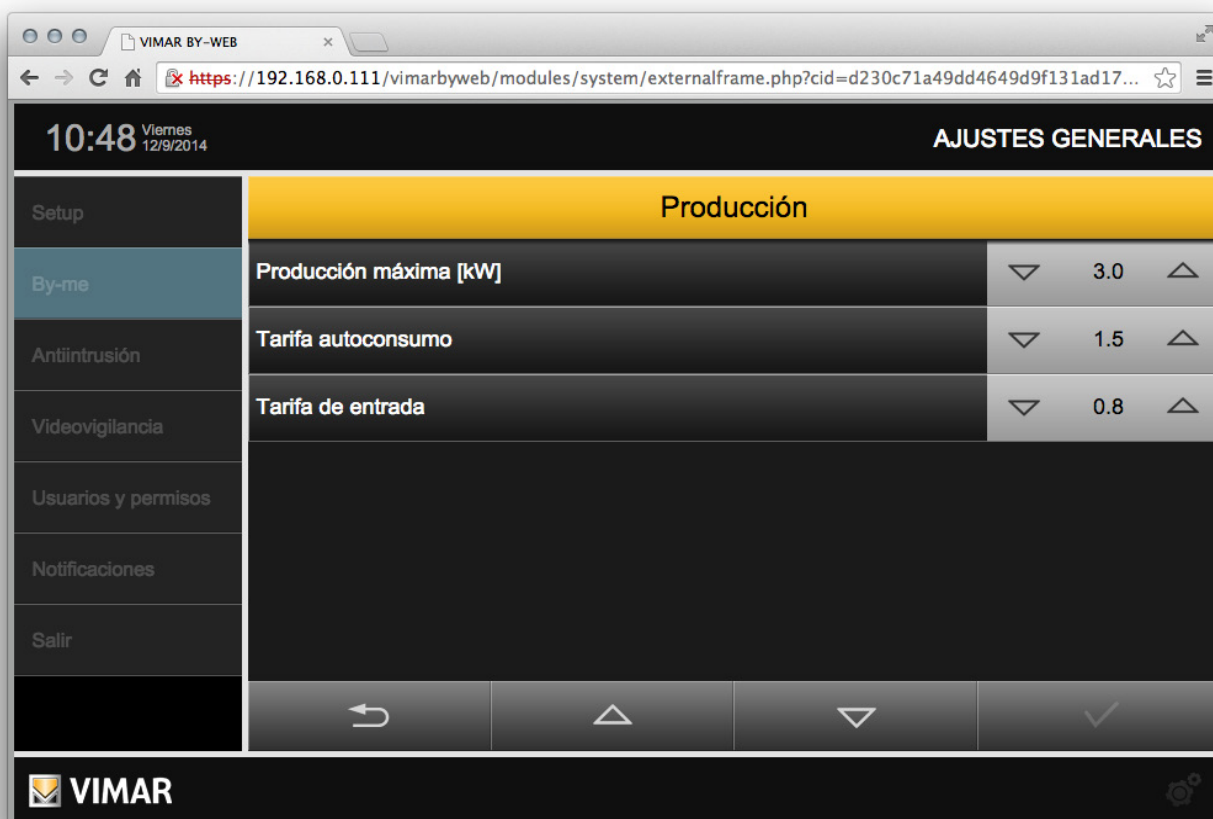 VIMAR BY-WEB
https://192.168.0.111/vimarbyweb/modules/system/externalframe.php?cid=d230c71a49dd4649d9f131ad17...
10:48 Viernes
12/9/2014
AJUSTES GENERALES
Setup
By-me
Antiintrusión
Videovigilancia
Usuarios y permisos
Notificaciones
Salir
Producción
Producción máxima [kW] 3.0
Tarifa autoconsumo 1.5
Tarifa de entrada 0.8
VIMAR